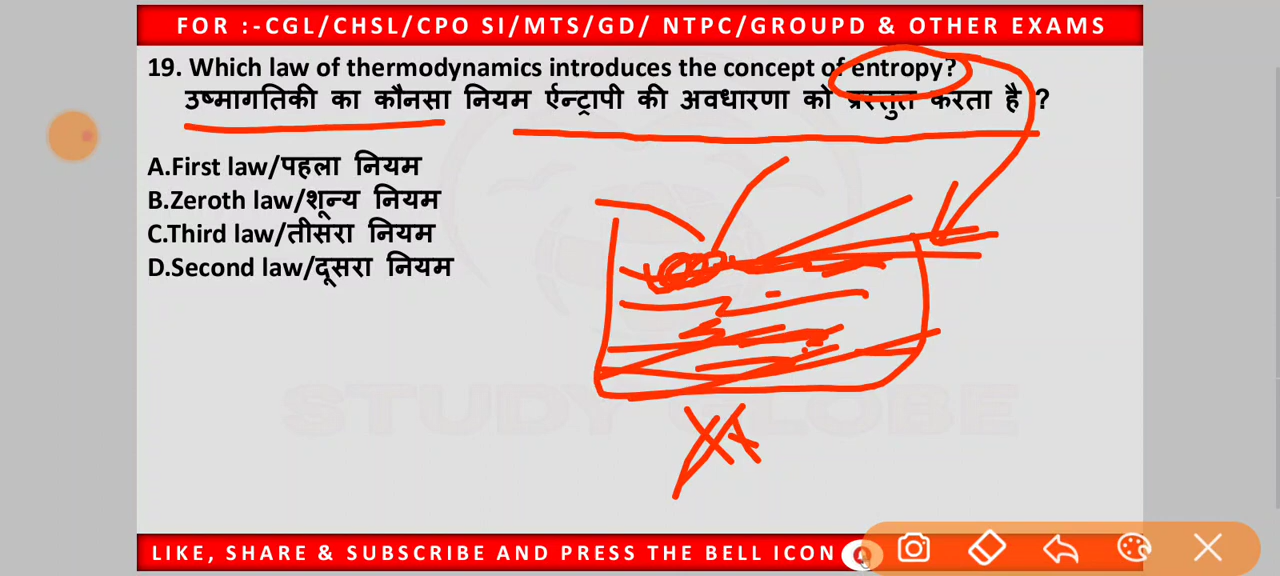 FOR :-CGL/CHSL/CPO SI/MTS/GD/ NTPC/GROUPD & OTHER EXAMS
19. Which law of thermodynamics introduces the concept of entropy?
उष्मागतिकी का कौनसा नियम ऐन्ट्रापी की अवधारणा को प्रस्तुत करता है ?
A.First law/पहला नियम
B.Zeroth law/शून्य नियम
C.Third law/तीसरा नियम
D.Second law/दूसरा नियम
STUDY GLOBE
LIKE, SHARE & SUBSCRIBE AND PRESS THE BELL ICON